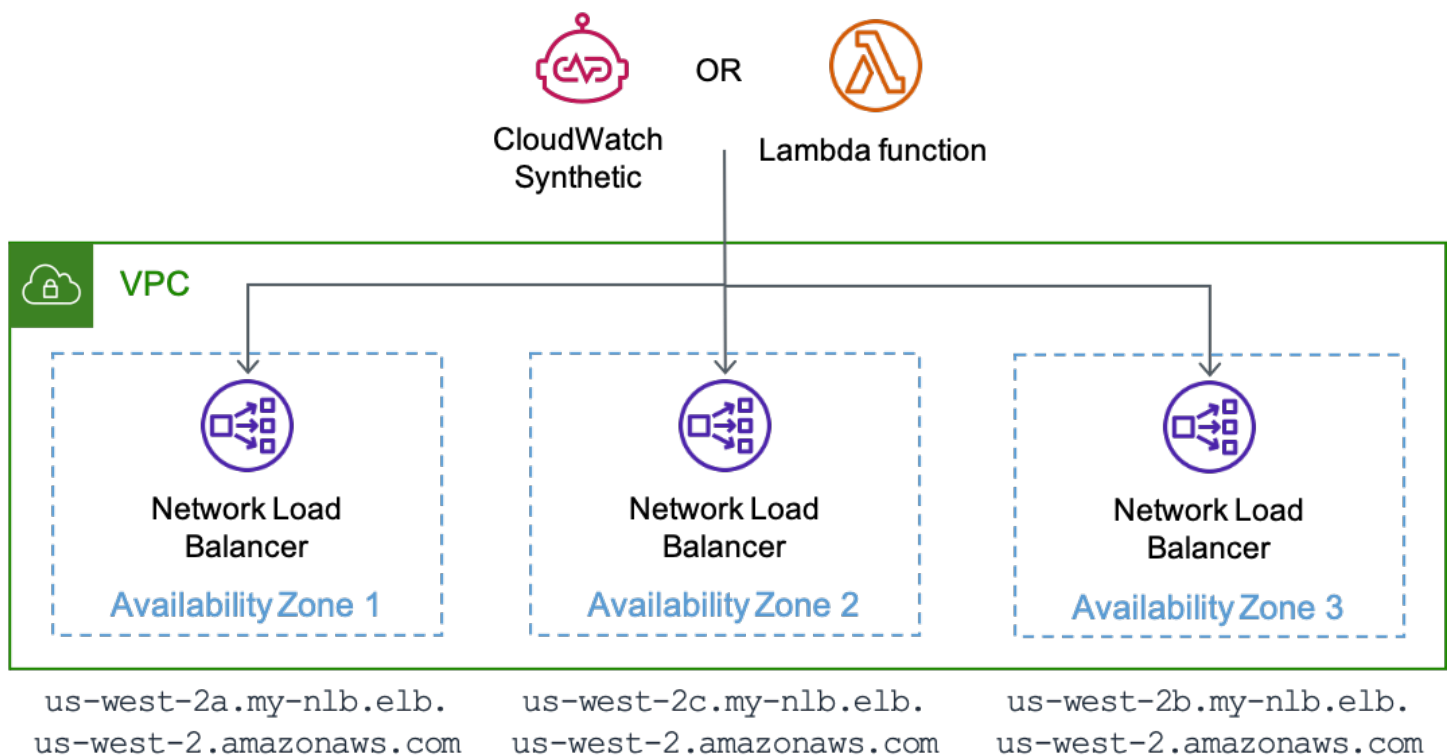 OR
CloudWatch
Synthetic
Lambda function
VPC
Network Load
Balancer
Availability Zone 1
Network Load
Balancer
Availability Zone 2
Network Load
Balancer
Availability Zone 3
us-west-2a.my-nlb.elb.
us-west-2.amazonaws.com
us-west-2c.my-nlb.elb.
us-west-2.amazonaws.com
us-west-2b.my-nlb.elb.
us-west-2.amazonaws.com